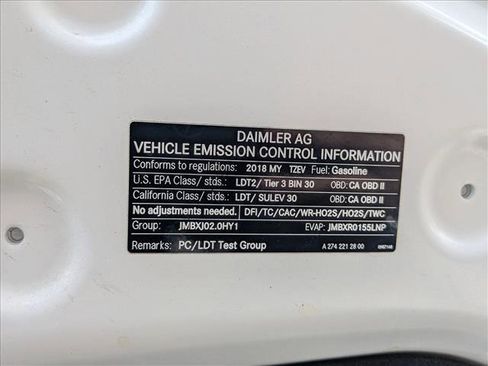 DAIMLER AG
VEHICLE EMISSION CONTROL INFORMATION
Conforms to regulations: 2018 MY TZEV Fuel: Gasoline
U.S. EPA Class/ stds.: LDT2/ Tier 3 BIN 30 OBD: CA OBD II
California Class/ stds.: LDT/ SULEV 30 OBD: CA OBD II
No adjustments needed. DFI/TC/CAC/WR-HO2S/HO2S/TWC
Group: JMBXJ02.0HY1 EVAP: JMBXR0155LNP
Remarks: PC/LDT Test Group A 274 221 28 00